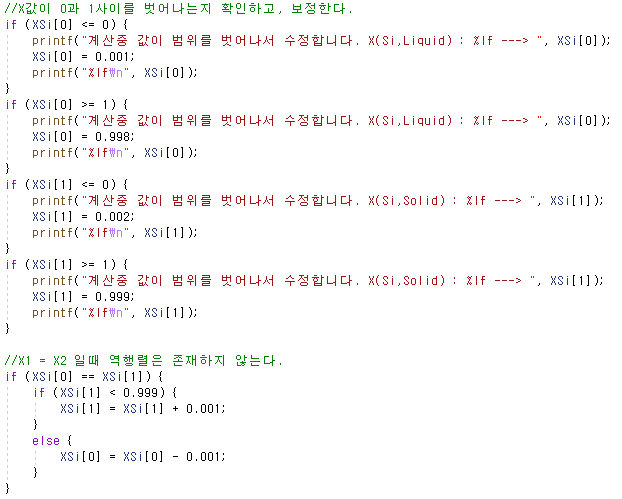 //X값이 0과 1사이를 벗어나는지 확인하고, 보정한다.
if (XSi[0] <= 0) {
    printf("계산중 값이 범위를 벗어나서 수정합니다. X(Si,Liquid) : %lf ---> ", XSi[0]);
    XSi[0] = 0.001;
    printf("%lf₩n", XSi[0]);
}
if (XSi[0] >= 1) {
    printf("계산중 값이 범위를 벗어나서 수정합니다. X(Si,Liquid) : %lf ---> ", XSi[0]);
    XSi[0] = 0.998;
    printf("%lf₩n", XSi[0]);
}
if (XSi[1] <= 0) {
    printf("계산중 값이 범위를 벗어나서 수정합니다. X(Si,Solid) : %lf ---> ", XSi[1]);
    XSi[1] = 0.002;
    printf("%lf₩n", XSi[1]);
}
if (XSi[1] >= 1) {
    printf("계산중 값이 범위를 벗어나서 수정합니다. X(Si,Solid) : %lf ---> ", XSi[1]);
    XSi[1] = 0.999;
    printf("%lf₩n", XSi[1]);
}
//X1 = X2 일때 역행렬은 존재하지 않는다.
if (XSi[0] == XSi[1]) {
    if (XSi[1] < 0.999) {
        XSi[1] = XSi[1] + 0.001;
    }
    else {
        XSi[0] = XSi[0] - 0.001;
    }
}